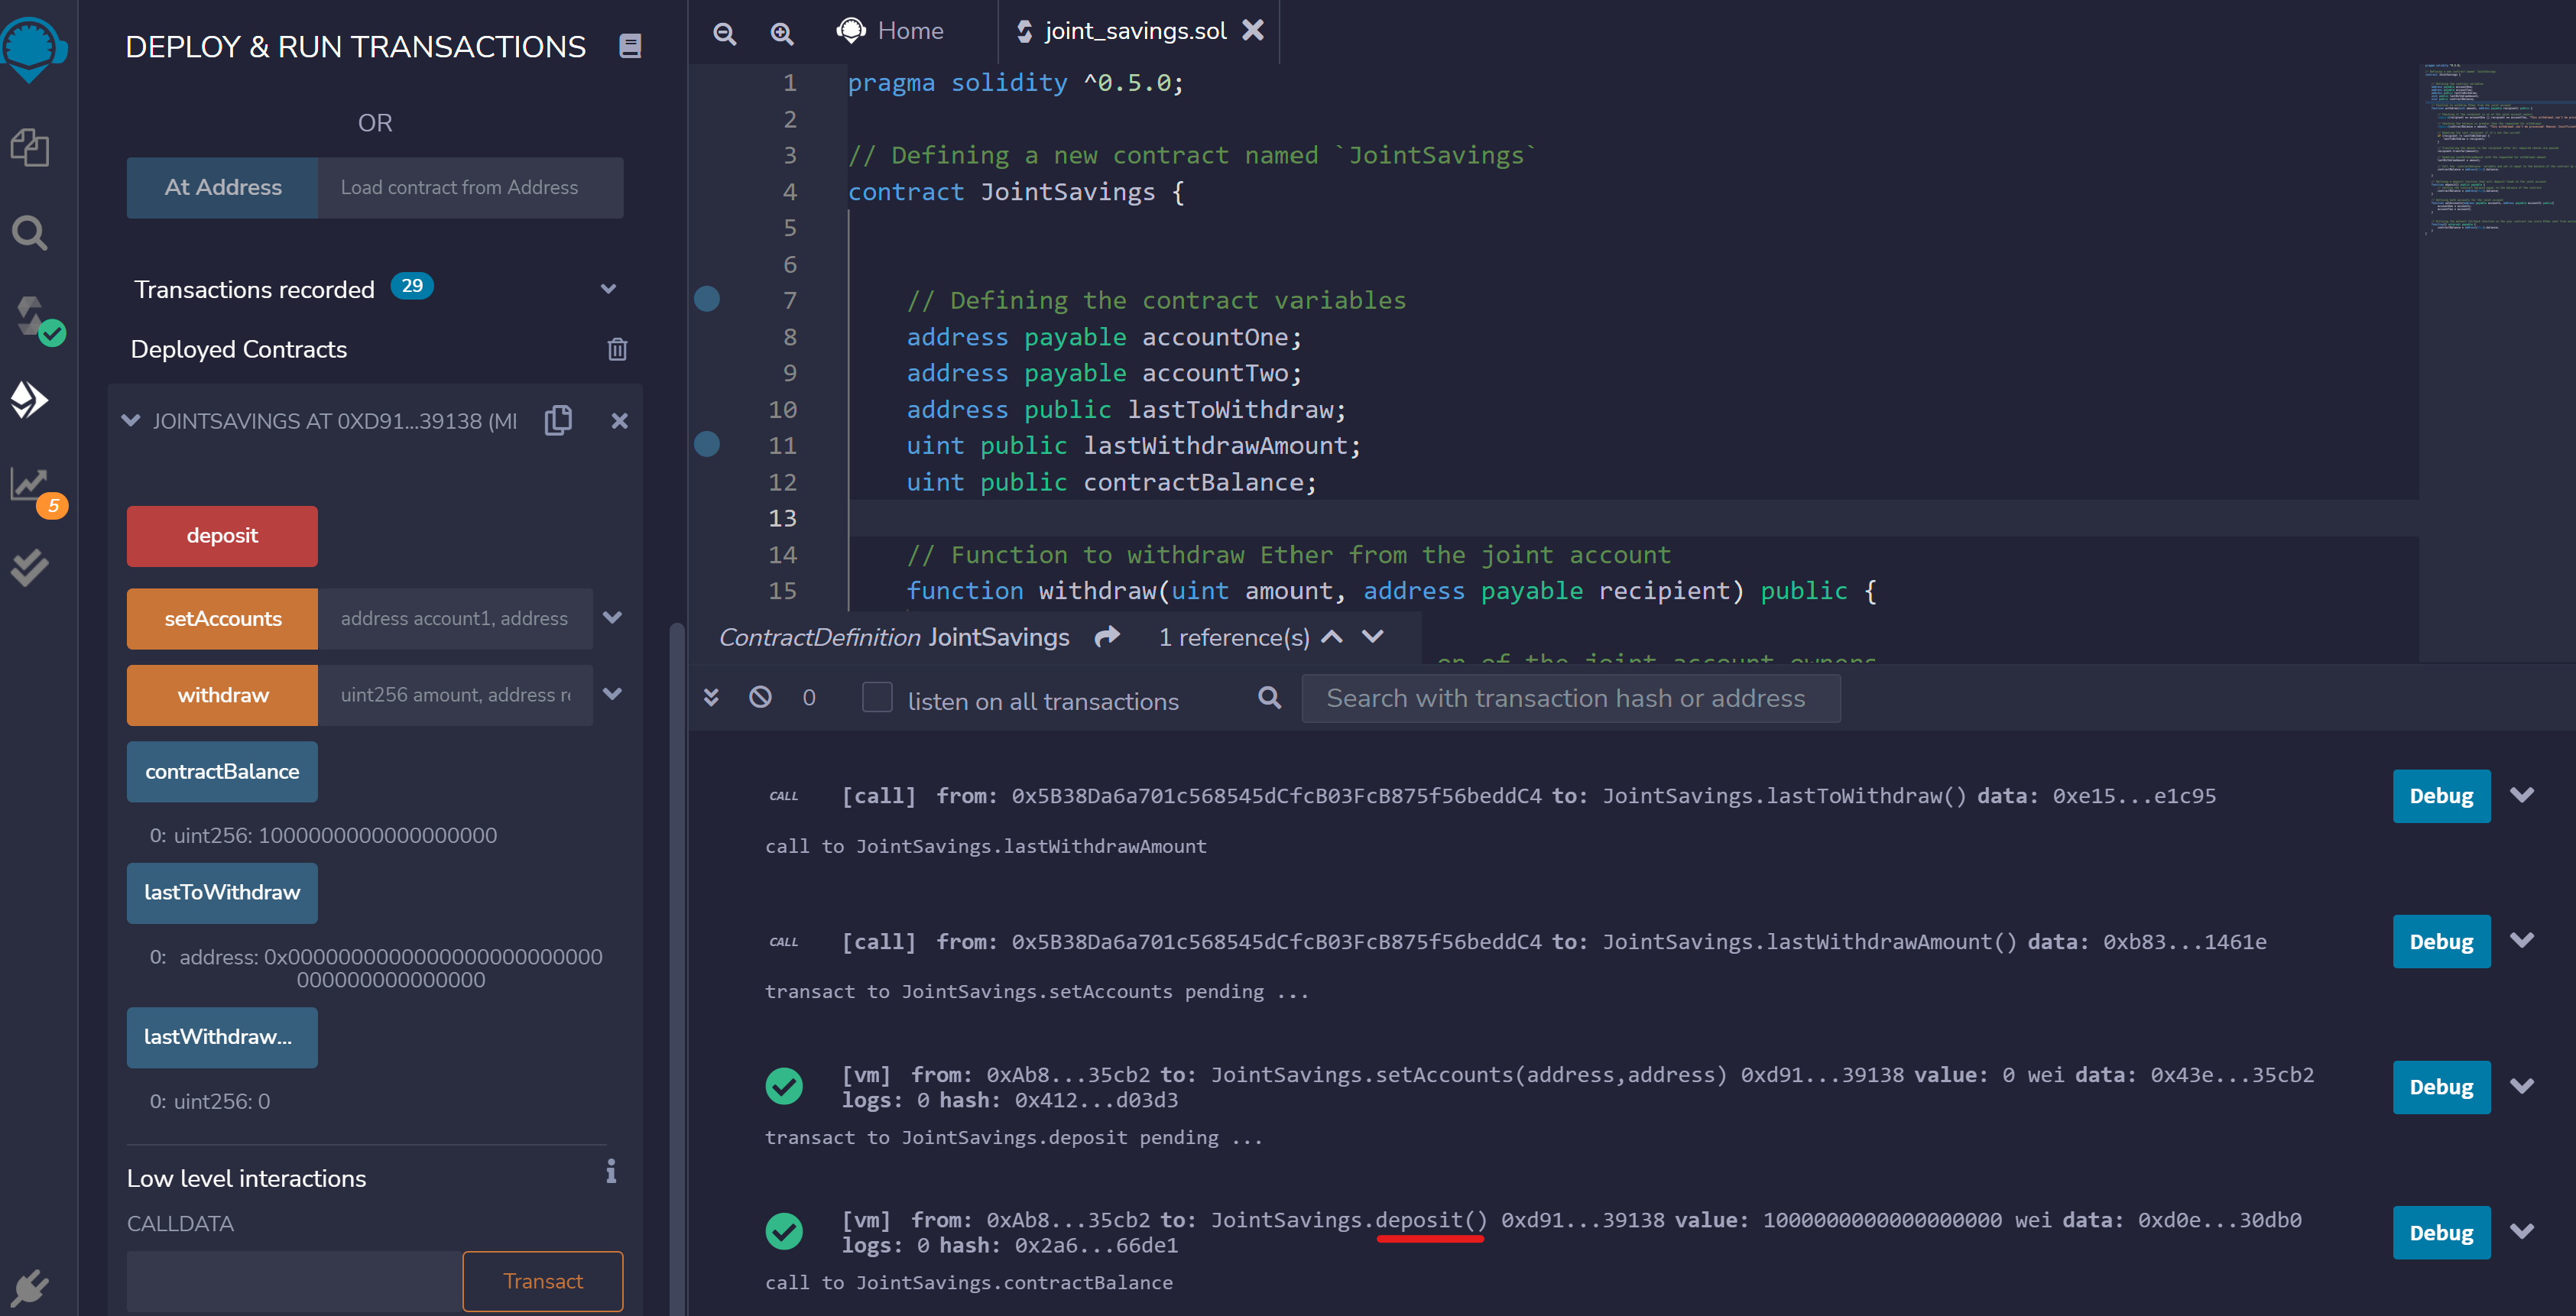 DEPLOY & RUN TRANSACTIONS
OR
At Address
Load contract from Address
Transactions recorded 29
Deployed Contracts
JOINTSAVINGS AT 0XD91...39138 (MI
5
deposit
setAccounts
address account1, address
withdraw
uint256 amount, address re
contractBalance
0: uint256: 1000000000000000000
lastToWithdraw
0: address: 0x00000000000000000000000
00000000000000000
lastWithdraw...
0: uint256: 0
Low level interactions
i
CALLDATA
Transact
Home
joint_savings.sol
1 pragma solidity ^0.5.0;
2
3 // Defining a new contract named `JointSavings`
4 contract JointSavings {
5
6
7 // Defining the contract variables
8 address payable accountOne;
9 address payable accountTwo;
10 address public lastToWithdraw;
11 uint public lastWithdrawAmount;
12 uint public contractBalance;
13
14 // Function to withdraw Ether from the joint account
15 function withdraw(uint amount, address payable recipient) public {
ContractDefinition JointSavings 1 reference(s)
on of the joint account owners
0 listen on all transactions
Search with transaction hash or address
CALL [call] from: 0x5B38Da6a701c568545dCfcB03FcB875f56beddC4 to: JointSavings.lastToWithdraw() data: 0xe15...e1c95
Debug
call to JointSavings.lastWithdrawAmount
CALL [call] from: 0x5B38Da6a701c568545dCfcB03FcB875f56beddC4 to: JointSavings.lastWithdrawAmount() data: 0xb83...1461e
Debug
transact to JointSavings.setAccounts pending ...
[vm] from: 0xAb8...35cb2 to: JointSavings.setAccounts(address,address) 0xd91...39138 value: 0 wei data: 0x43e...35cb2
logs: 0 hash: 0x412...d03d3
Debug
transact to JointSavings.deposit pending ...
[vm] from: 0xAb8...35cb2 to: JointSavings.deposit() 0xd91...39138 value: 1000000000000000000 wei data: 0xd0e...30db0
logs: 0 hash: 0x2a6...66de1
Debug
call to JointSavings.contractBalance